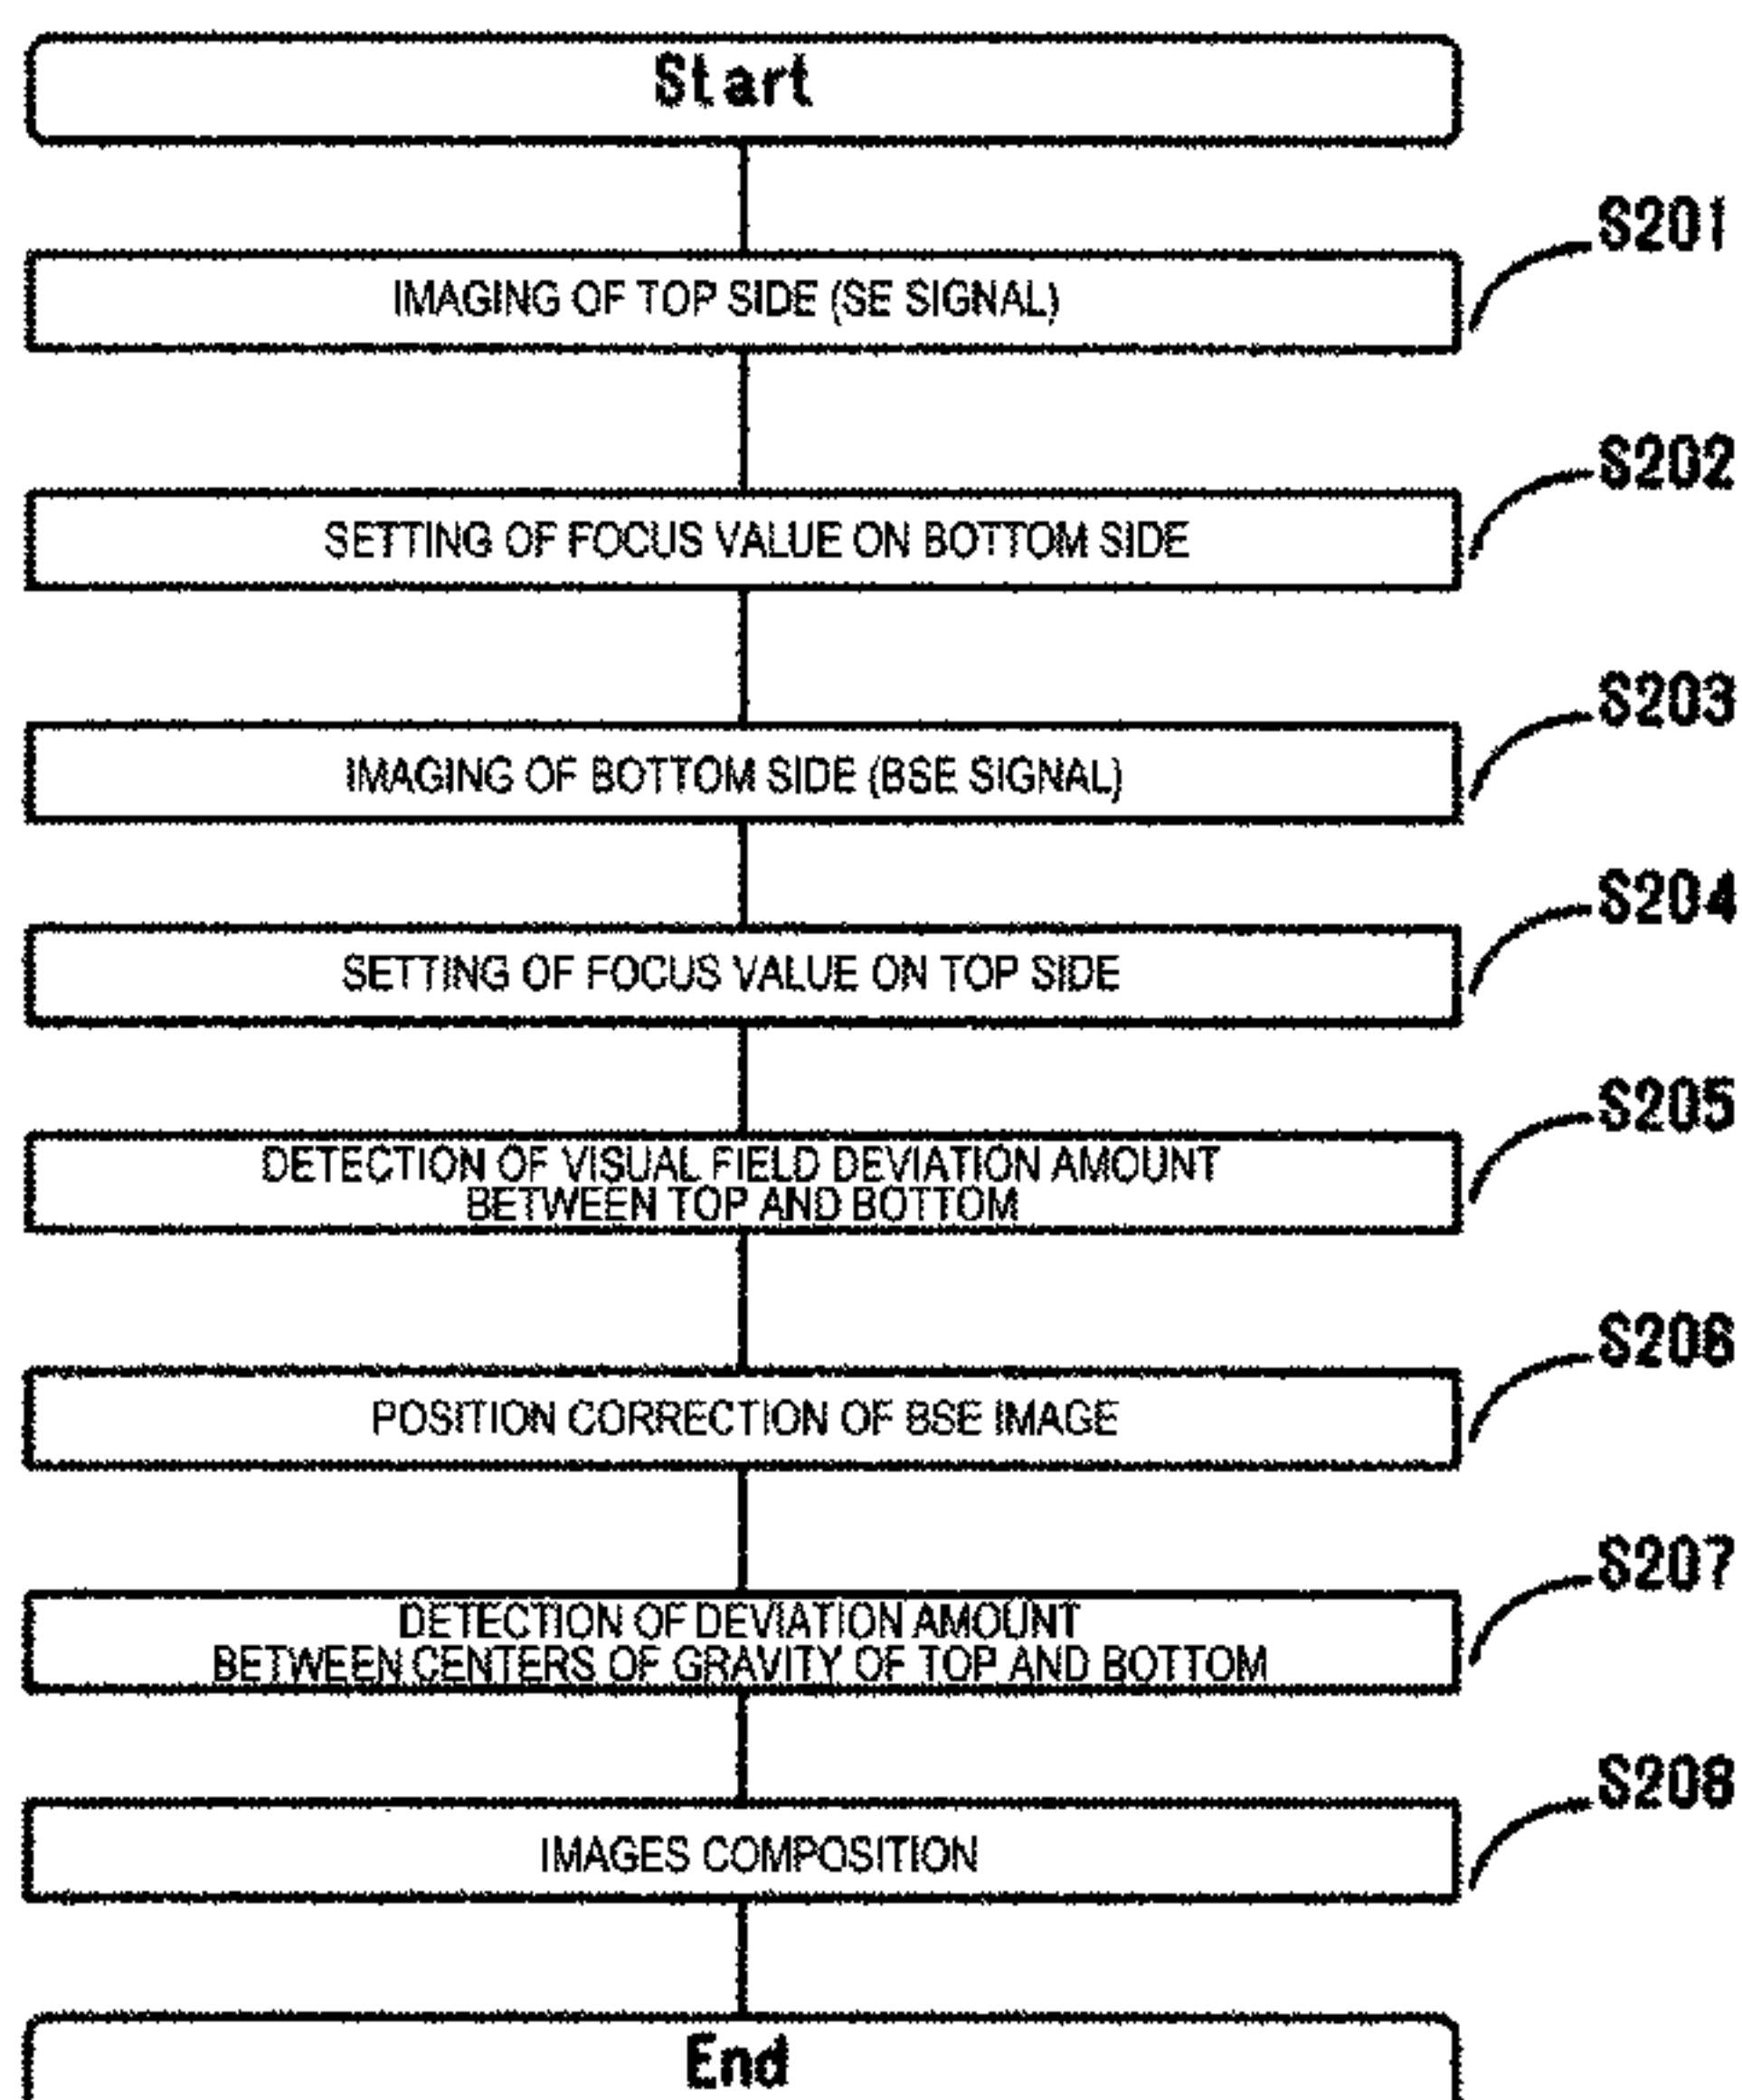 Start
S201
IMAGING OF TOP SIDE (SE SIGNAL)
S202
SETTING OF FOCUS VALUE ON BOTTOM SIDE
S203
IMAGING OF BOTTOM SIDE (BSE SIGNAL)
S204
SETTING OF FOCUS VALUE ON TOP SIDE
S205
DETECTION OF VISUAL FIELD DEVIATION AMOUNT
BETWEEN TOP AND BOTTOM
S206
POSITION CORRECTION OF BSE IMAGE
S207
DETECTION OF DEVIATION AMOUNT
BETWEEN CENTERS OF GRAVITY OF TOP AND BOTTOM
S208
IMAGES COMPOSITION
End